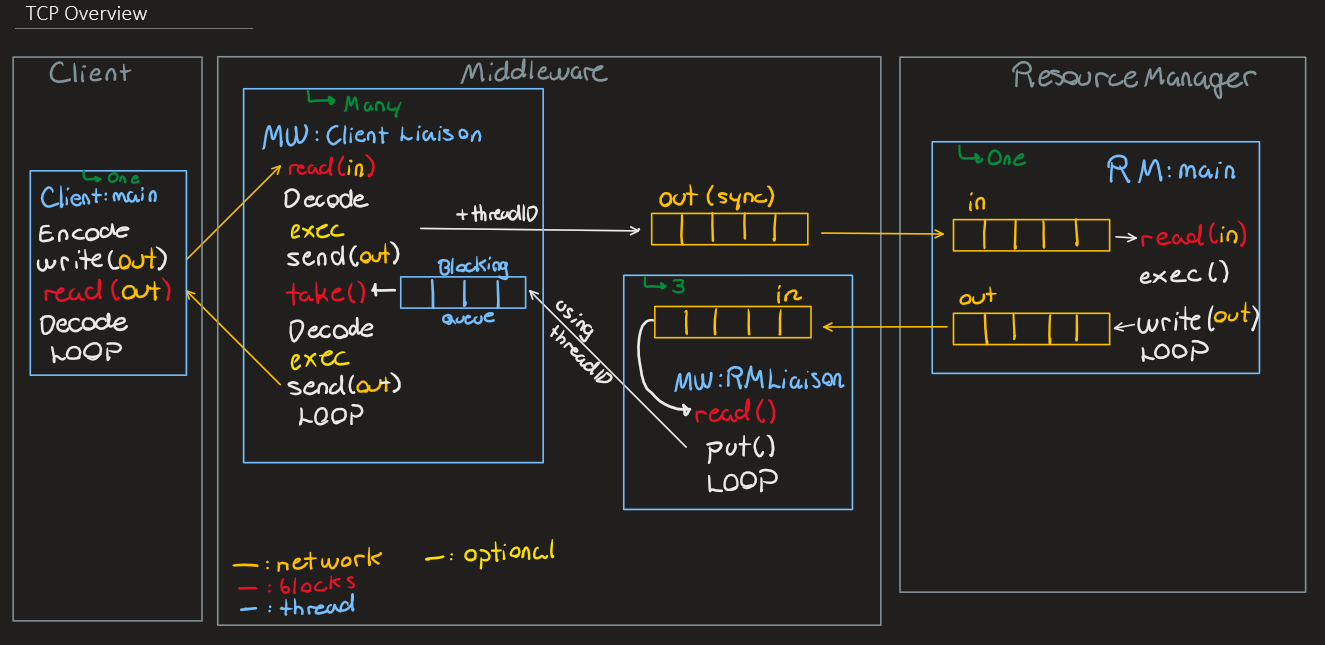 TCP Overview
Client
One
Client:main
Encode
write(out)
read(out)
Decode
LOOP
Middleware
Many
MW:Client Liaison
read(in)
Decode
exec
send(out)
take()
Decode
exec
send(out)
LOOP
Blocking
Queue
+threadID
out (sync)
using
threadID
3
in
MW:RMLiaison
read()
put()
LOOP
Resource Manager
One
RM:main
in
read(in)
exec()
out
write(out)
LOOP
— : network
— : optional
— : blocks
— : thread